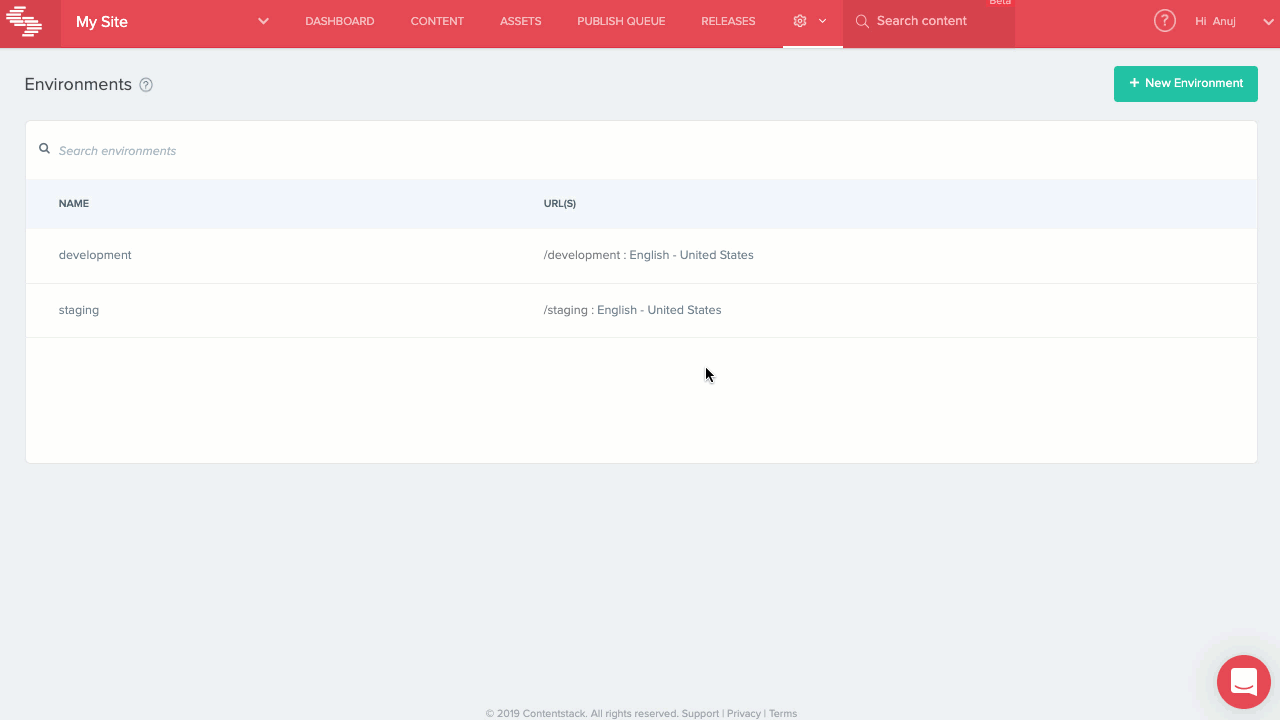 My Site DASHBOARD CONTENT ASSETS PUBLISH QUEUE RELEASES Search content Beta ? Hi Anuj
Environments ?
+ New Environment
Search environments
NAME URL(S)
development /development : English - United States
staging /staging : English - United States
© 2019 Contentstack. All rights reserved. Support | Privacy | Terms